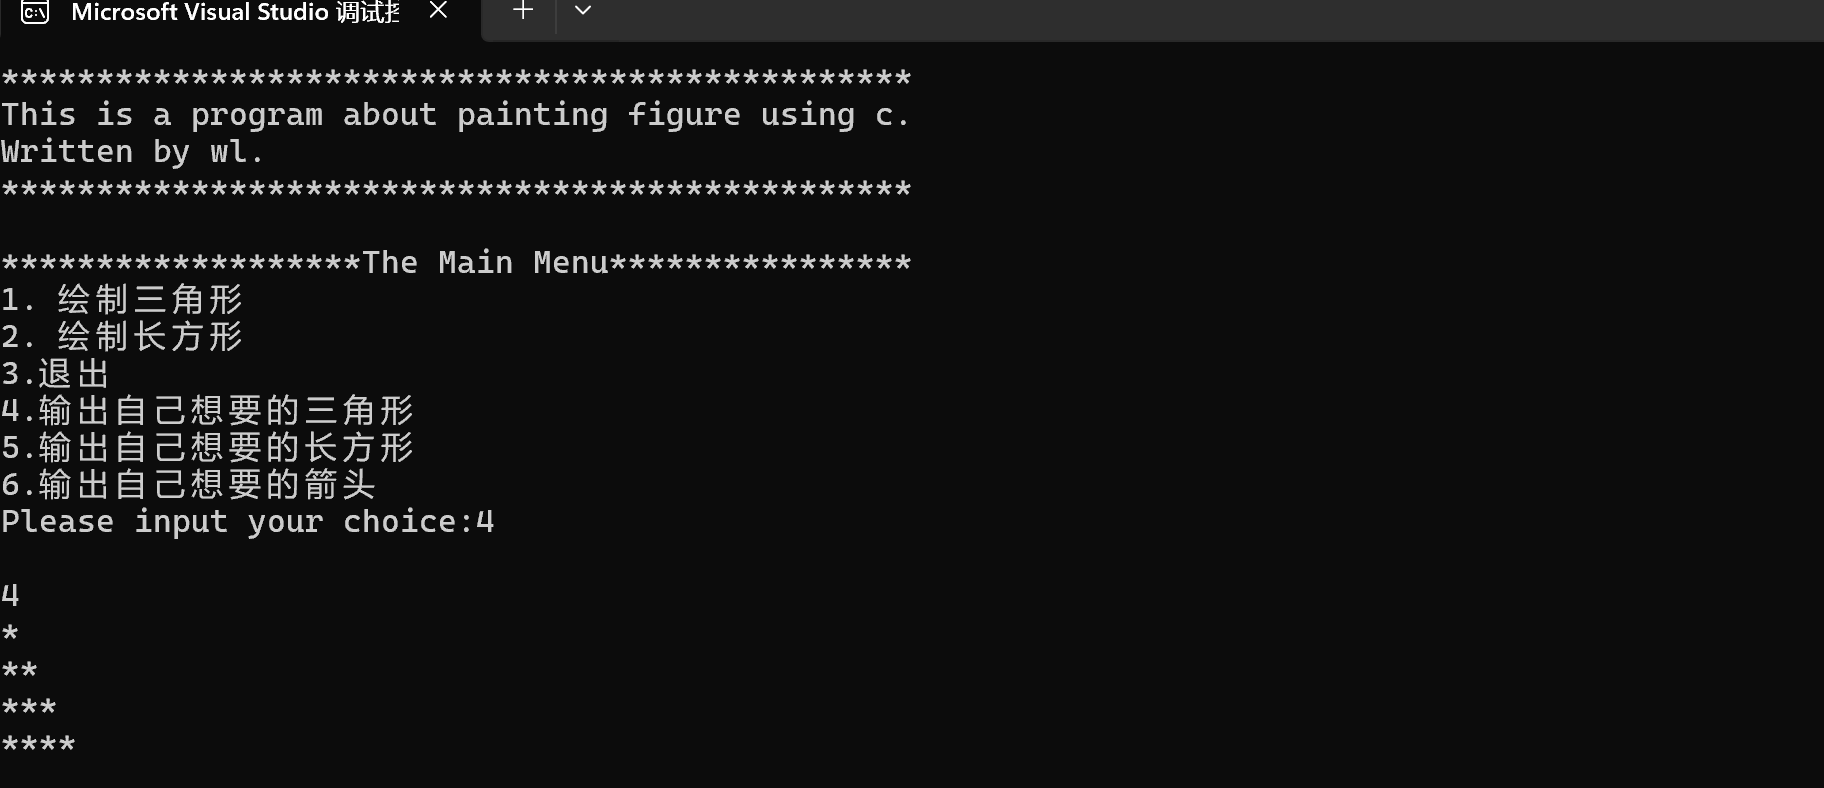 Microsoft Visual Studio 调试
************************************************
This is a program about painting figure using c.
Written by wl.
************************************************
*******************The Main Menu****************
1. 绘制三角形
2. 绘制长方形
3.退出
4.输出自己想要的三角形
5.输出自己想要的长方形
6.输出自己想要的箭头
Please input your choice:4
4
*
**
***
****